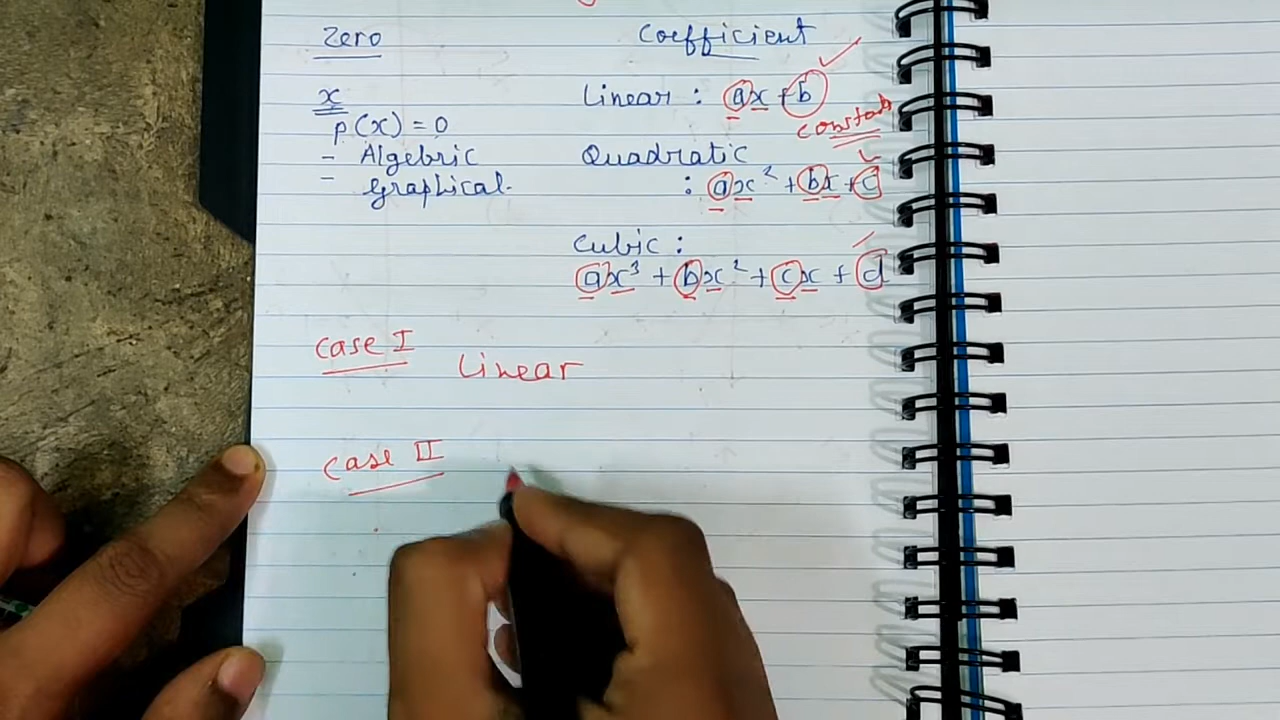 Zero
Coefficient
x
p(x) = 0
- Algebric
- Graphical.
Linear : ax + b
constant
Quadratic
: ax² + bx + c
Cubic :
ax³ + bx² + cx + d
Case I Linear
Case II